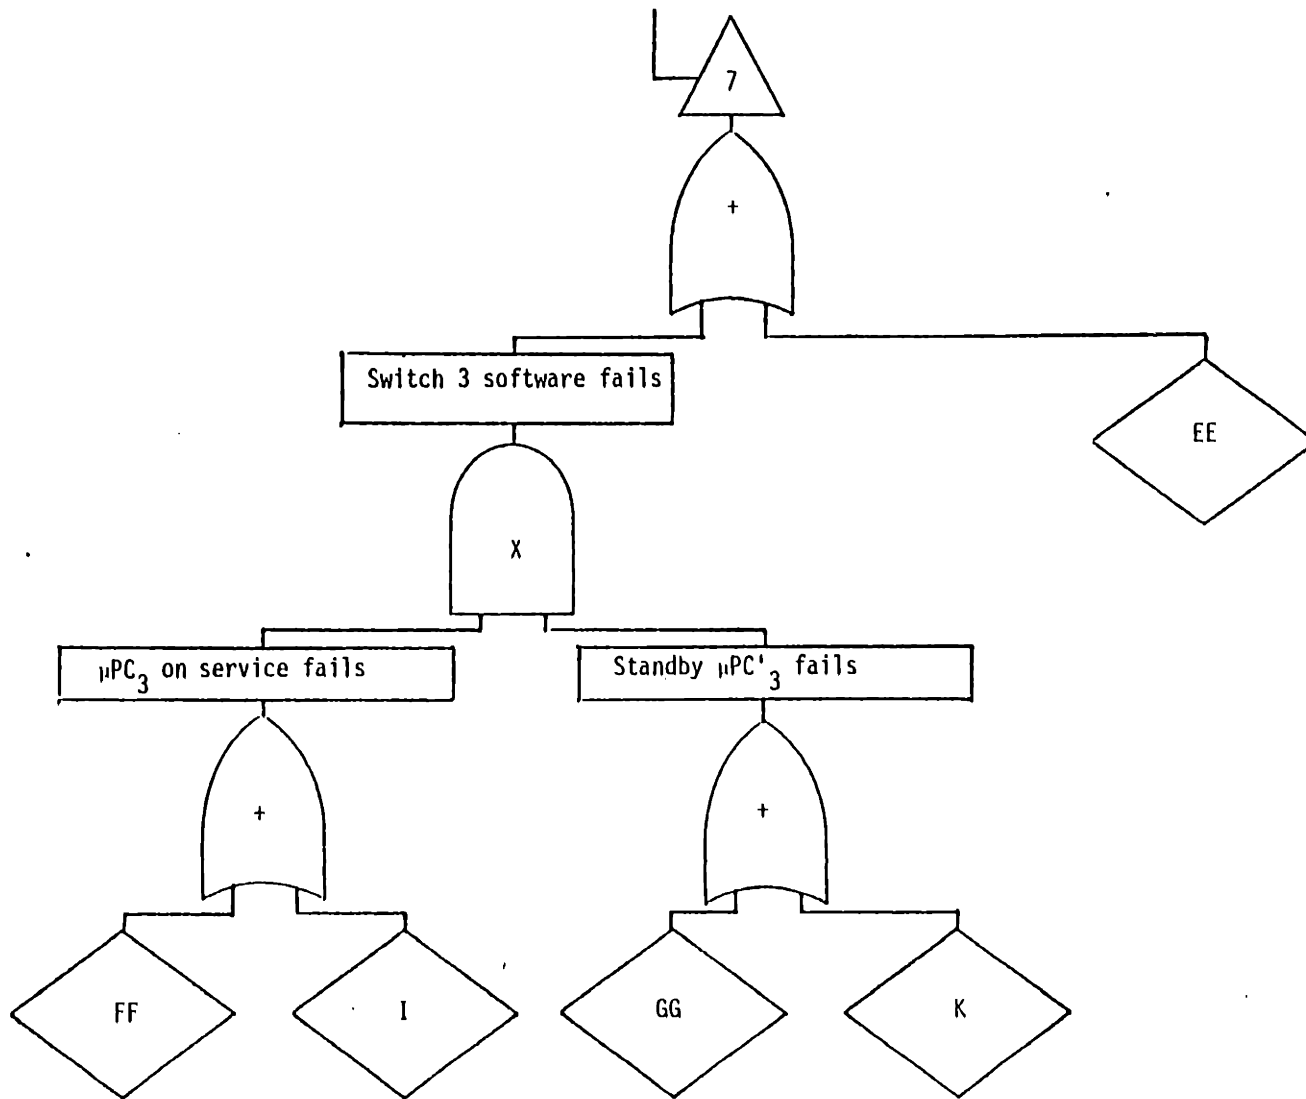 7
+
Switch 3 software fails
EE
X
μPC₃ on service fails
Standby μPC'₃ fails
+
+
FF
I
GG
K